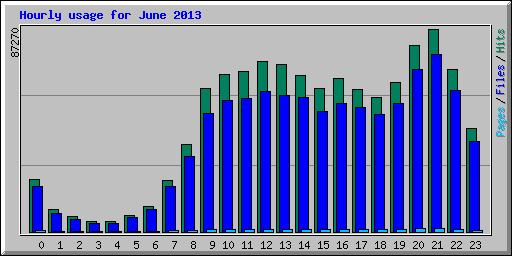 Hourly usage for June 2013
87270
Pages / Files / Hits
0 1 2 3 4 5 6 7 8 9 10 11 12 13 14 15 16 17 18 19 20 21 22 23